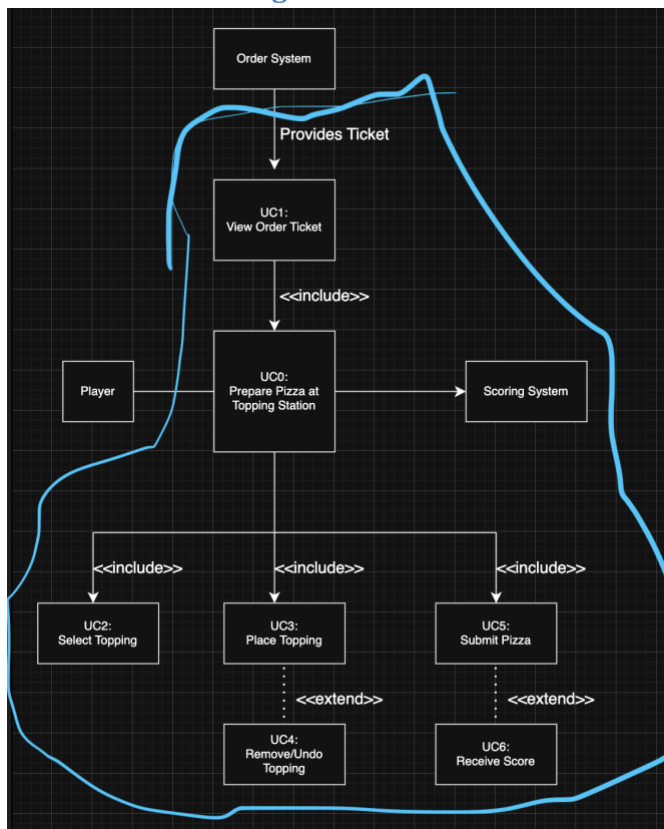 Order System
Provides Ticket
UC1:
View Order Ticket
<<include>>
Player
UC0:
Prepare Pizza at
Topping Station
Scoring System
<<include>>
<<include>>
<<include>>
UC2:
Select Topping
UC3:
Place Topping
UC5:
Submit Pizza
<<extend>>
<<extend>>
UC4:
Remove/Undo
Topping
UC6:
Receive Score